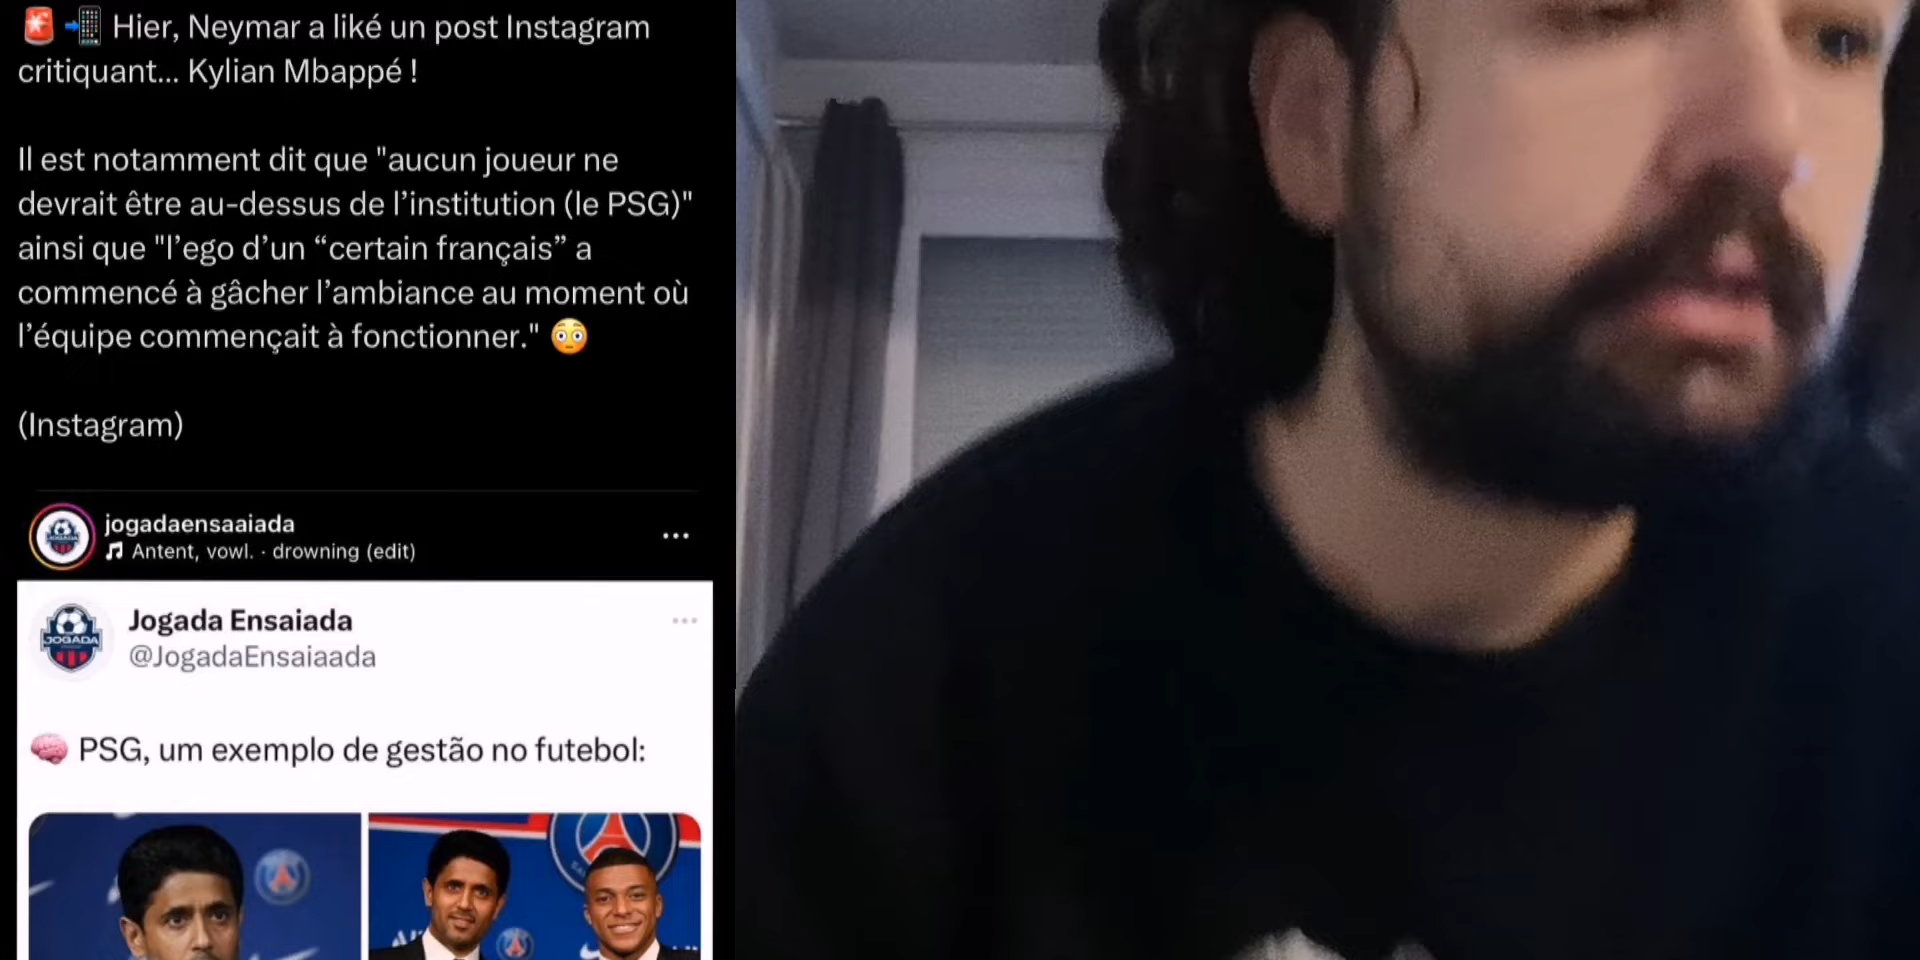 🚨 📲 Hier, Neymar a liké un post Instagram
critiquant... Kylian Mbappé !
Il est notamment dit que "aucun joueur ne
devrait être au-dessus de l’institution (le PSG)"
ainsi que "l’ego d’un “certain français” a
commencé à gâcher l’ambiance au moment où
l’équipe commençait à fonctionner." 😳
(Instagram)
jogadaensaaiada
Antent, vowl. · drowning (edit)
Jogada Ensaiada
@JogadaEnsaiaada
JOGADA
🧠 PSG, um exemplo de gestão no futebol: